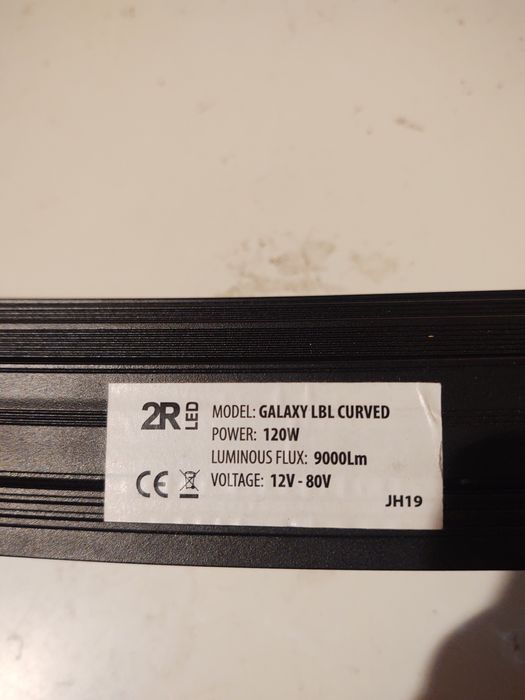 2R LED
MODEL: GALAXY LBL CURVED
POWER: 120W
LUMINOUS FLUX: 9000Lm
CE VOLTAGE: 12V - 80V
JH19